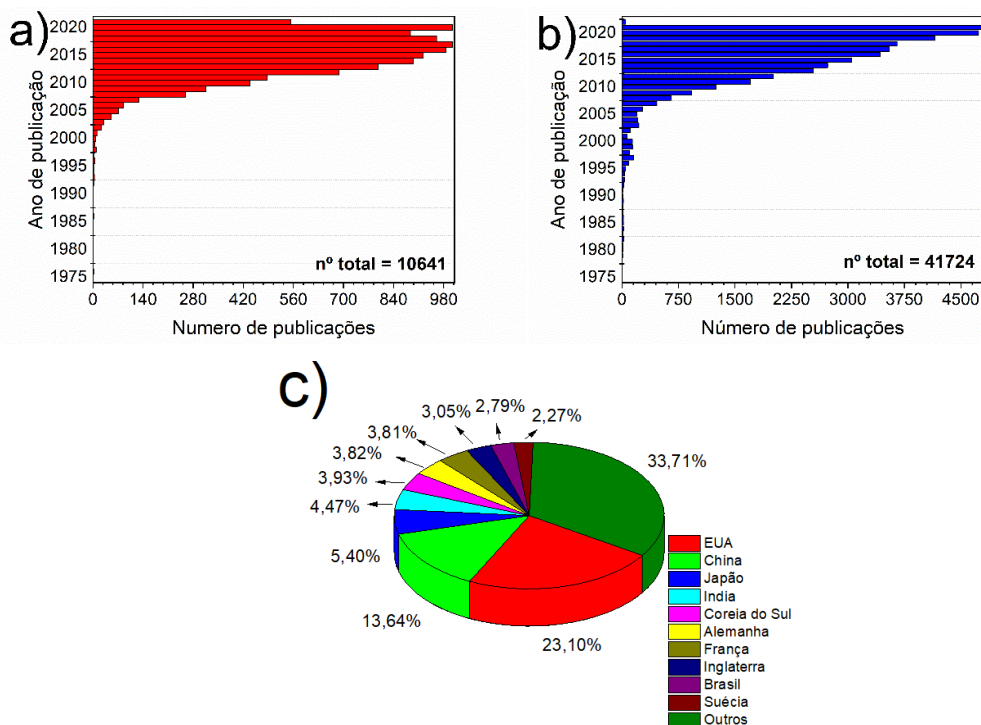 a)
Ano de publicação
2020
2015
2010
2005
2000
1995
1990
1985
1980
1975
nº total = 10641
0 140 280 420 560 700 840 980
Numero de publicações
b)
Ano de publicação
2020
2015
2010
2005
2000
1995
1990
1985
1980
1975
nº total = 41724
0 750 1500 2250 3000 3750 4500
Número de publicações
c)
3,05%
2,79%
2,27%
3,81%
3,82%
3,93%
4,47%
5,40%
13,64%
23,10%
33,71%
EUA
China
Japão
India
Coreia do Sul
Alemanha
França
Inglaterra
Brasil
Suécia
Outros